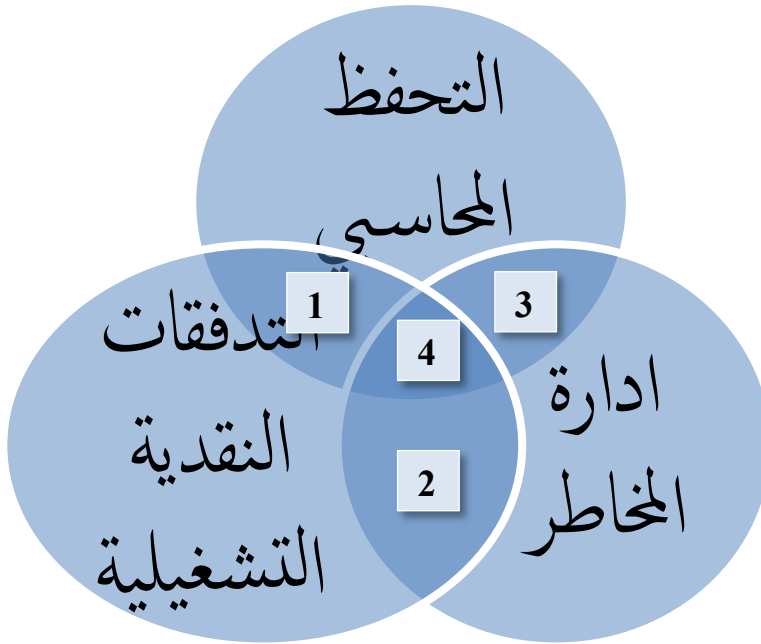 التحفظ
المحاسبي
1
3
التدفقات
4
ادارة
النقدية
2
المخاطر
التشغيلية